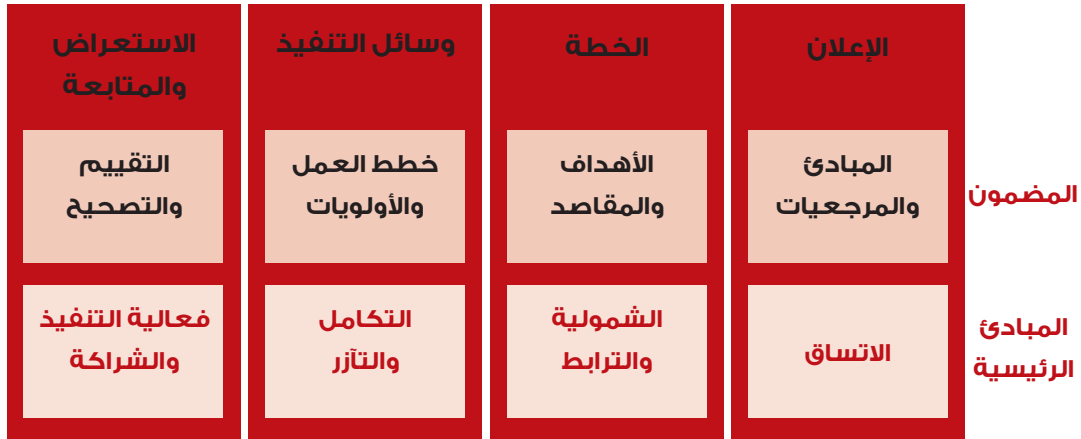 الإعلان
الخطة
وسائل التنفيذ
الاستعراض
والمتابعة
المضمون
المبادئ
والمرجعيات
الأهداف
والمقاصد
خطط العمل
والأولويات
التقييم
والتصحيح
المبادئ
الرئيسية
الاتساق
الشمولية
والترابط
التكامل
والتآزر
فعالية التنفيذ
والشراكة